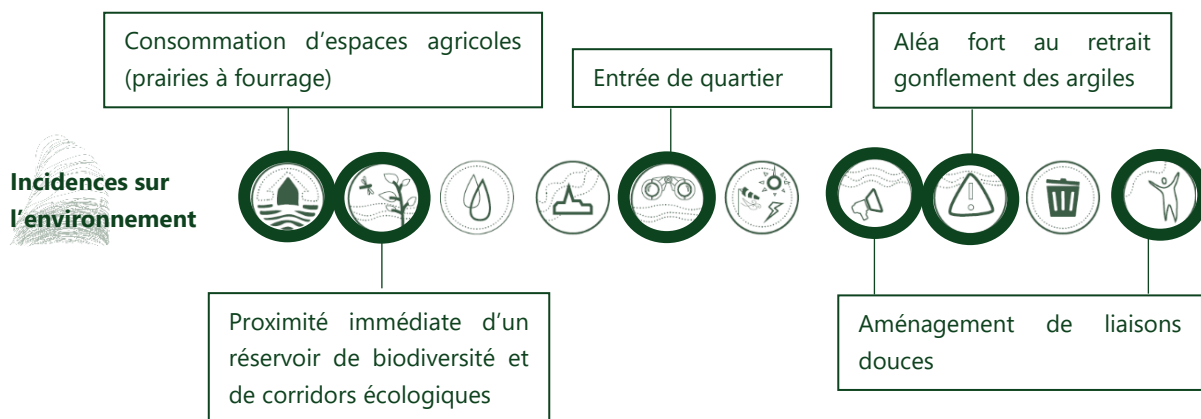 Consommation d'espaces agricoles
(prairies à fourrage)
Entrée de quartier
Aléa fort au retrait
gonflement des argiles
Incidences sur
l'environnement
Proximité immédiate d'un
réservoir de biodiversité et
de corridors écologiques
Aménagement de liaisons
douces